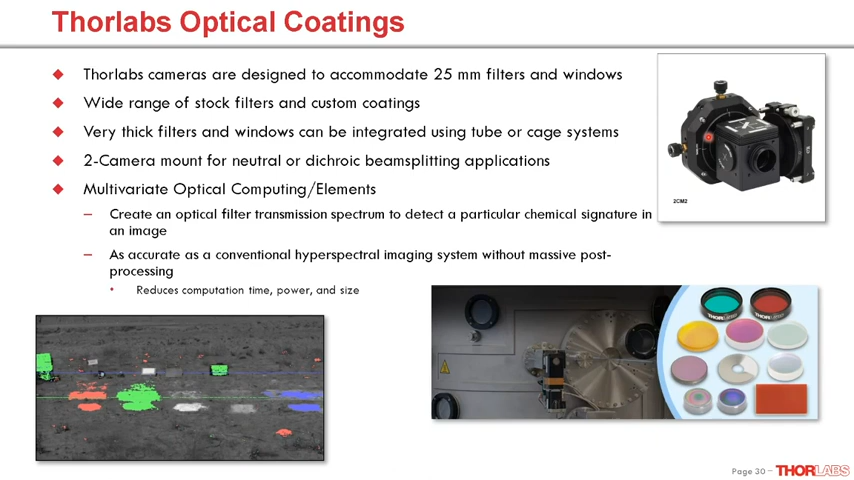 Thorlabs Optical Coatings
Thorlabs cameras are designed to accommodate 25 mm filters and windows
Wide range of stock filters and custom coatings
Very thick filters and windows can be integrated using tube or cage systems
2-Camera mount for neutral or dichroic beamsplitting applications
Multivariate Optical Computing/Elements
– Create an optical filter transmission spectrum to detect a particular chemical signature in
an image
– As accurate as a conventional hyperspectral imaging system without massive post-
processing
• Reduces computation time, power, and size
2CM2
THORLABS
THORLABS
Page 30 – THORLABS